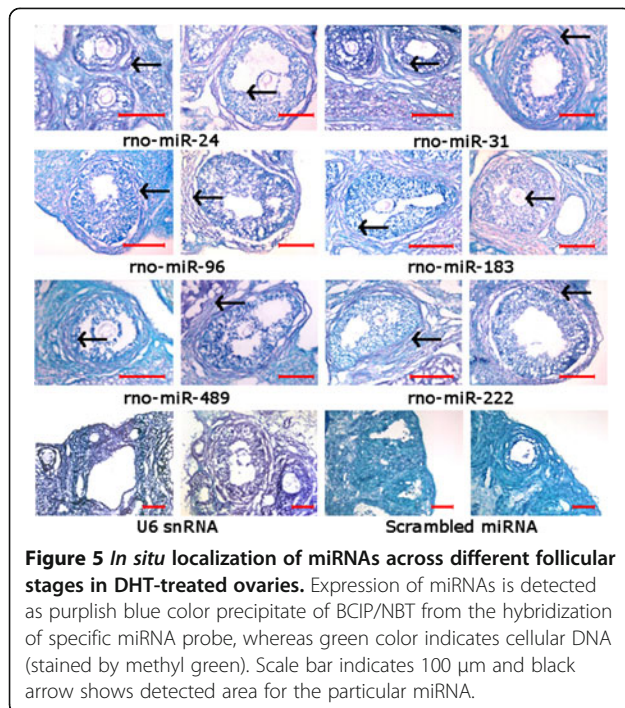 rno-miR-24 rno-miR-31
rno-miR-96 rno-miR-183
rno-miR-489 rno-miR-222
U6 snRNA Scrambled miRNA
Figure 5 In situ localization of miRNAs across different follicular
stages in DHT-treated ovaries. Expression of miRNAs is detected
as purplish blue color precipitate of BCIP/NBT from the hybridization
of specific miRNA probe, whereas green color indicates cellular DNA
(stained by methyl green). Scale bar indicates 100 μm and black
arrow shows detected area for the particular miRNA.